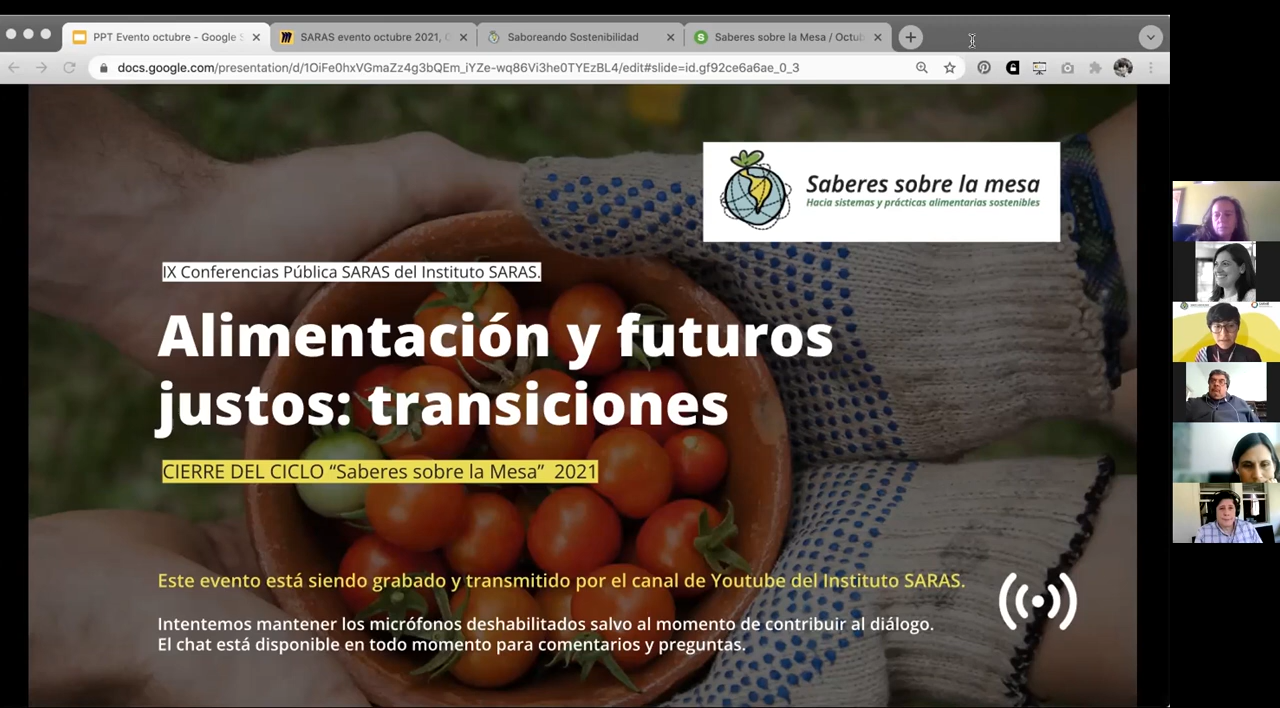 PPT Evento octubre - Google S
SARAS evento octubre 2021, C
Saboreando Sostenibilidad
Saberes sobre la Mesa / Octub
docs.google.com/presentation/d/1OiFe0hxVGmaZz4g3bQEm_iYZe-wq86Vi3he0TYEzBL4/edit#slide=id.gf92ce6a6ae_0_3
Saberes sobre la mesa
Hacia sistemas y prácticas alimentarias sostenibles
IX Conferencias Pública SARAS del Instituto SARAS.
Alimentación y futuros
justos: transiciones
CIERRE DEL CICLO “Saberes sobre la Mesa” 2021
Este evento está siendo grabado y transmitido por el canal de Youtube del Instituto SARAS.
Intentemos mantener los micrófonos deshabilitados salvo al momento de contribuir al diálogo.
El chat está disponible en todo momento para comentarios y preguntas.